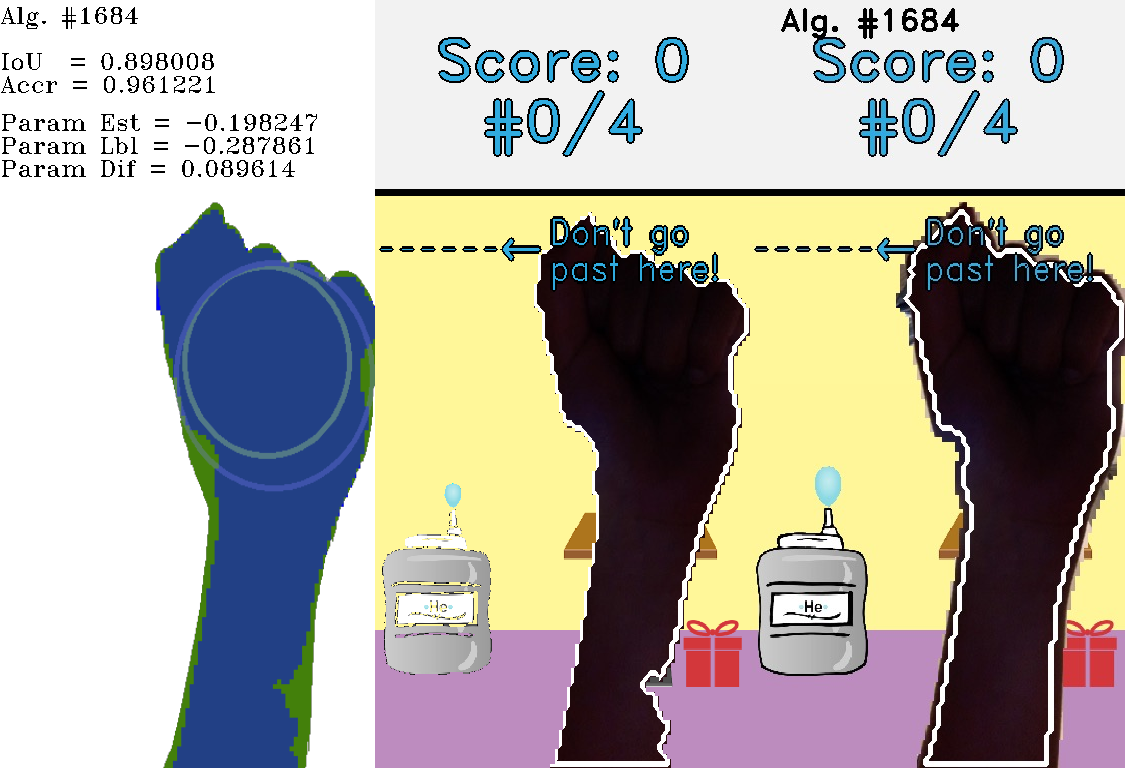 Alg. #1684
IoU = 0.898008
Accr = 0.961221
Param Est = −0.198247
Param Lbl = −0.287861
Param Dif = 0.089614
Score: 0
#0/4
Don't go
past here!
He
Alg. #1684
Score: 0
#0/4
Don't go
past here!
He